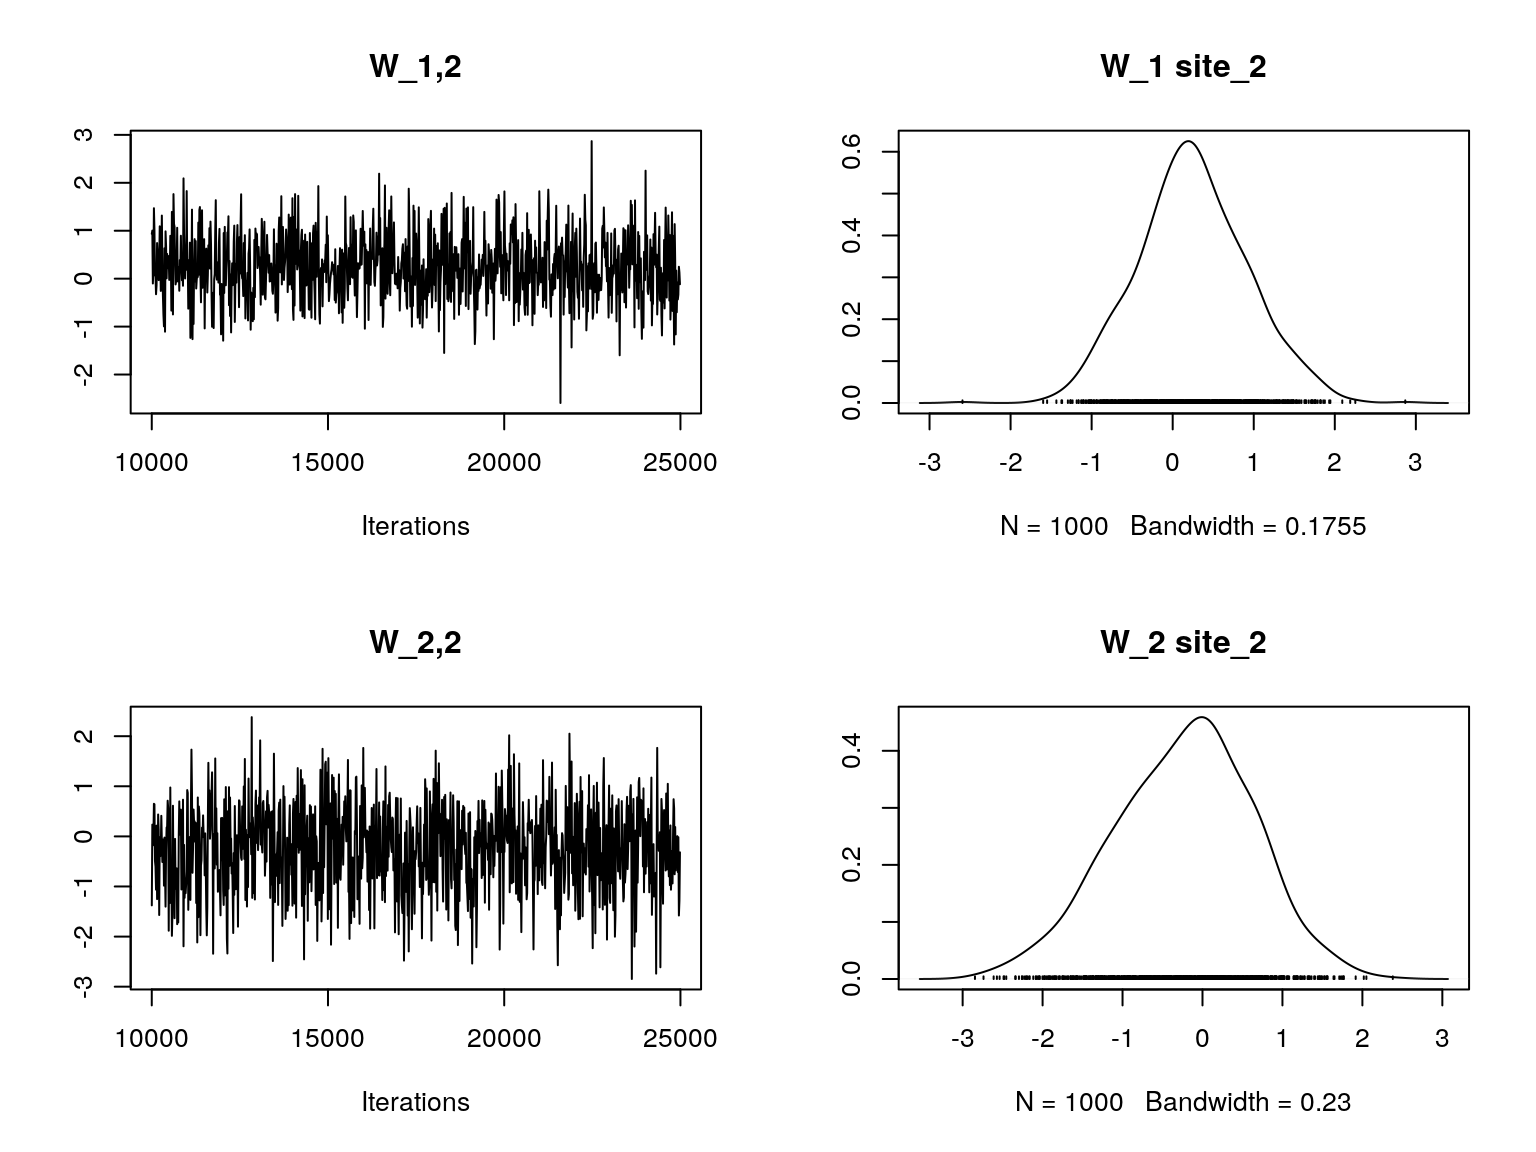 W_1,2
3
2
1
0
-1
-2
10000 15000 20000 25000
Iterations
W_1 site_2
0.6
0.4
0.2
0.0
-3 -2 -1 0 1 2 3
N = 1000 Bandwidth = 0.1755
W_2,2
2
1
0
-1
-2
-3
10000 15000 20000 25000
Iterations
W_2 site_2
0.4
0.2
0.0
-3 -2 -1 0 1 2 3
N = 1000 Bandwidth = 0.23